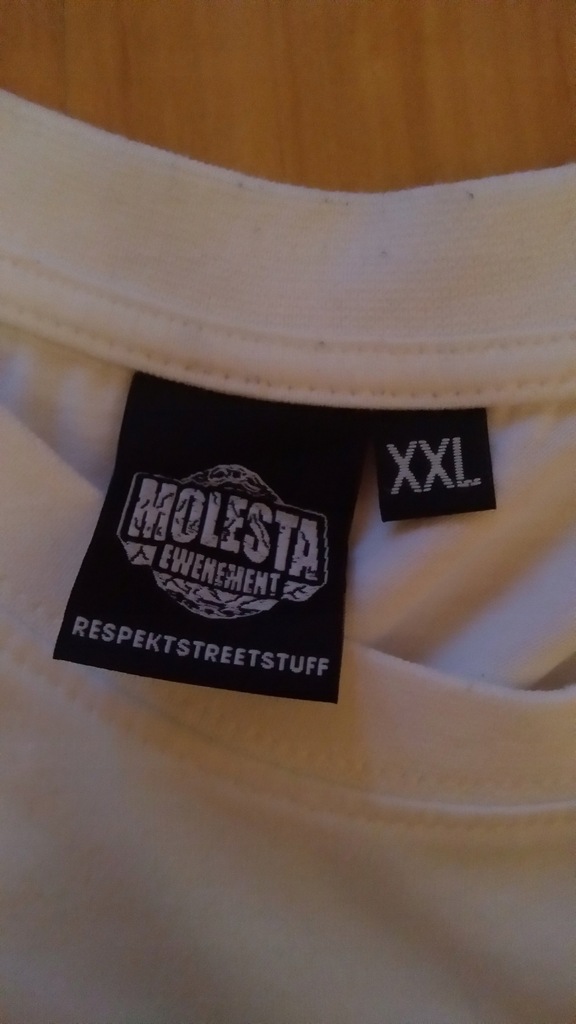 MOLESTA
EWENEMENT
RESPEKTSTREETSTUFF
XXL